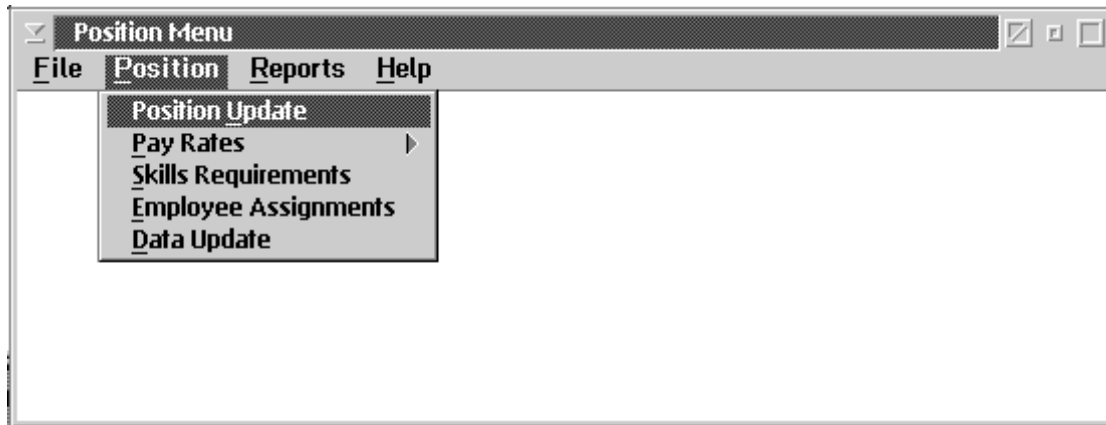 Position Menu
File Position Reports Help
Position Update
Pay Rates
Skills Requirements
Employee Assignments
Data Update